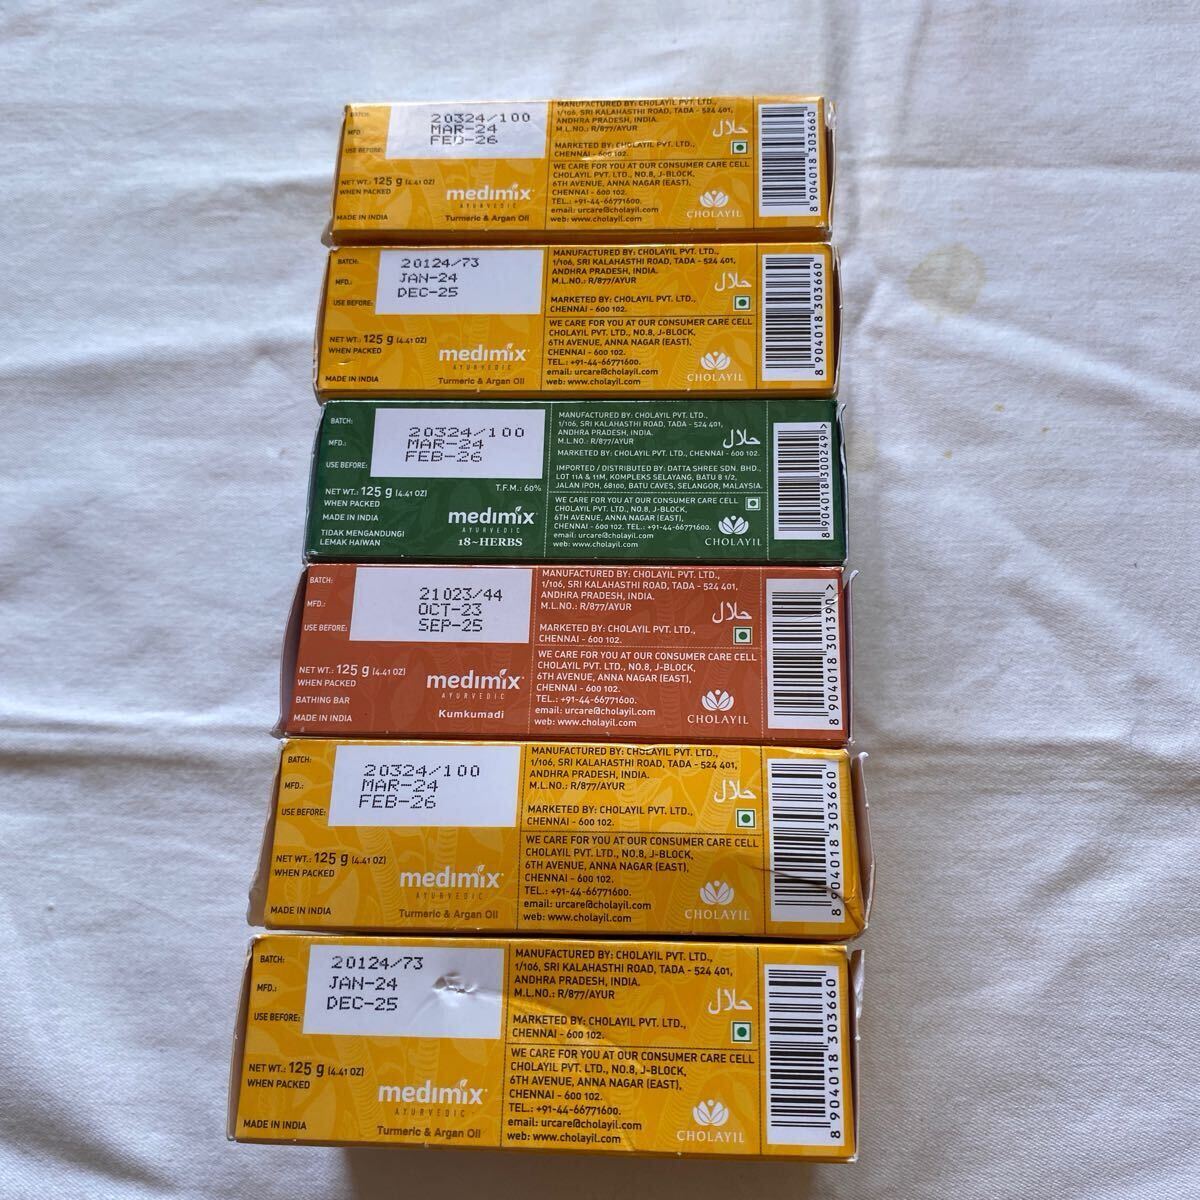 BATCH:
20324/100
MFD.
MAR-24
USE BEFORE:
FEB-26
NET WT.: 125 g (4.41 OZ)
WHEN PACKED
MADE IN INDIA
medimix
AYURVEDIC
Turmeric & Argan Oil
MANUFACTURED BY: CHOLAYIL PVT. LTD.,
1/106, SRI KALAHASTHI ROAD, TADA - 524 401,
ANDHRA PRADESH, INDIA.
M.L.NO.: R/877/AYUR
حلال
MARKETED BY: CHOLAYIL PVT. LTD.,
CHENNAI - 600 102.
WE CARE FOR YOU AT OUR CONSUMER CARE CELL
CHOLAYIL PVT. LTD., NO.8, J-BLOCK,
6TH AVENUE, ANNA NAGAR (EAST),
CHENNAI - 600 102.
TEL.: +91-44-66771600.
email: urcare@cholayil.com
web: www.cholayil.com
CHOLAYIL
8 904018 303660
BATCH:
20124/73
MFD.:
JAN-24
USE BEFORE:
DEC-25
NET WT.: 125 g (4.41 OZ)
WHEN PACKED
MADE IN INDIA
medimix
AYURVEDIC
Turmeric & Argan Oil
MANUFACTURED BY: CHOLAYIL PVT. LTD.,
1/106, SRI KALAHASTHI ROAD, TADA - 524 401,
ANDHRA PRADESH, INDIA.
M.L.NO.: R/877/AYUR
حلال
MARKETED BY: CHOLAYIL PVT. LTD.,
CHENNAI - 600 102.
WE CARE FOR YOU AT OUR CONSUMER CARE CELL
CHOLAYIL PVT. LTD., NO.8, J-BLOCK,
6TH AVENUE, ANNA NAGAR (EAST),
CHENNAI - 600 102.
TEL.: +91-44-66771600.
email: urcare@cholayil.com
web: www.cholayil.com
CHOLAYIL
8 904018 303660
BATCH:
20324/100
MFD.:
MAR-24
USE BEFORE:
FEB-26
NET WT.: 125 g (4.41 OZ)
WHEN PACKED
T.F.M.: 60%
MADE IN INDIA
TIDAK MENGANDUNGI
LEMAK HAIWAN
medimix
AYURVEDIC
18~HERBS
MANUFACTURED BY: CHOLAYIL PVT. LTD.,
1/106, SRI KALAHASTHI ROAD, TADA - 524 401,
ANDHRA PRADESH, INDIA.
M.L.NO.: R/877/AYUR
حلال
MARKETED BY: CHOLAYIL PVT. LTD., CHENNAI - 600 102.
IMPORTED / DISTRIBUTED BY: DATTA SHREE SDN. BHD.,
LOT 11A & 11M, KOMPLEKS SELAYANG, BATU 8 1/2,
JALAN IPOH, 68100, BATU CAVES, SELANGOR, MALAYSIA.
WE CARE FOR YOU AT OUR CONSUMER CARE CELL
CHOLAYIL PVT. LTD., NO.8, J-BLOCK,
6TH AVENUE, ANNA NAGAR (EAST),
CHENNAI - 600 102. TEL.: +91-44-66771600.
email: urcare@cholayil.com
web: www.cholayil.com
CHOLAYIL
8 904018 300249 >
BATCH:
21023/44
MFD.:
OCT-23
USE BEFORE:
SEP-25
NET WT.: 125 g (4.41 OZ)
WHEN PACKED
BATHING BAR
MADE IN INDIA
medimix
AYURVEDIC
Kumkumadi
MANUFACTURED BY: CHOLAYIL PVT. LTD.,
1/106, SRI KALAHASTHI ROAD, TADA - 524 401,
ANDHRA PRADESH, INDIA.
M.L.NO.: R/877/AYUR
حلال
MARKETED BY: CHOLAYIL PVT. LTD.,
CHENNAI - 600 102.
WE CARE FOR YOU AT OUR CONSUMER CARE CELL
CHOLAYIL PVT. LTD., NO.8, J-BLOCK,
6TH AVENUE, ANNA NAGAR (EAST),
CHENNAI - 600 102.
TEL.: +91-44-66771600.
email: urcare@cholayil.com
web: www.cholayil.com
CHOLAYIL
8 904018 301390 >
BATCH:
20324/100
MFD.:
MAR-24
USE BEFORE:
FEB-26
NET WT.: 125 g (4.41 OZ)
WHEN PACKED
MADE IN INDIA
medimix
AYURVEDIC
Turmeric & Argan Oil
MANUFACTURED BY: CHOLAYIL PVT. LTD.,
1/106, SRI KALAHASTHI ROAD, TADA - 524 401,
ANDHRA PRADESH, INDIA.
M.L.NO.: R/877/AYUR
حلال
MARKETED BY: CHOLAYIL PVT. LTD.,
CHENNAI - 600 102.
WE CARE FOR YOU AT OUR CONSUMER CARE CELL
CHOLAYIL PVT. LTD., NO.8, J-BLOCK,
6TH AVENUE, ANNA NAGAR (EAST),
CHENNAI - 600 102.
TEL.: +91-44-66771600.
email: urcare@cholayil.com
web: www.cholayil.com
CHOLAYIL
8 904018 303660
BATCH:
20124/73
MFD.:
JAN-24
USE BEFORE:
DEC-25
NET WT.: 125 g (4.41 OZ)
WHEN PACKED
MADE IN INDIA
medimix
AYURVEDIC
Turmeric & Argan Oil
MANUFACTURED BY: CHOLAYIL PVT. LTD.,
1/106, SRI KALAHASTHI ROAD, TADA - 524 401,
ANDHRA PRADESH, INDIA.
M.L.NO.: R/877/AYUR
حلال
MARKETED BY: CHOLAYIL PVT. LTD.,
CHENNAI - 600 102.
WE CARE FOR YOU AT OUR CONSUMER CARE CELL
CHOLAYIL PVT. LTD., NO.8, J-BLOCK,
6TH AVENUE, ANNA NAGAR (EAST),
CHENNAI - 600 102.
TEL.: +91-44-66771600.
email: urcare@cholayil.com
web: www.cholayil.com
CHOLAYIL
8 904018 303660